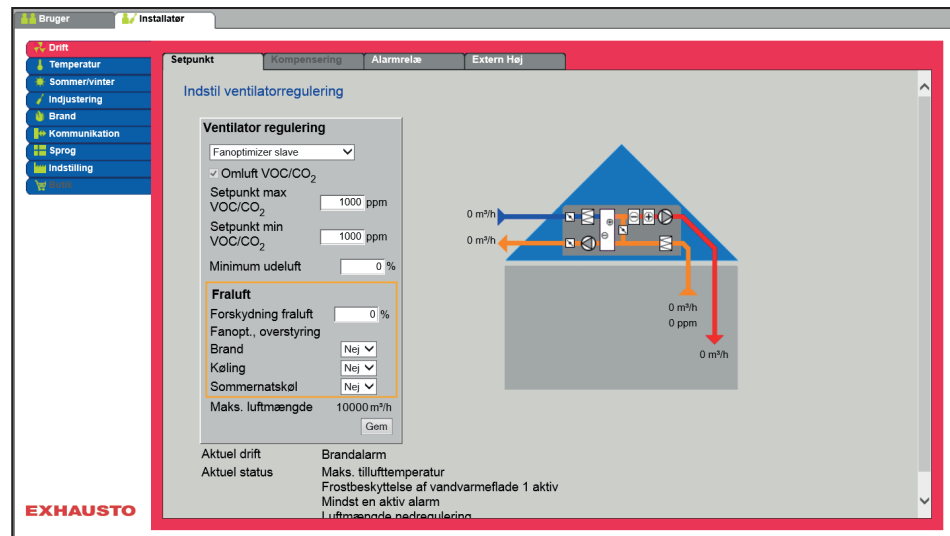 Bruger
Installatør
Drift
Temperatur
Sommer/vinter
Indjustering
Brand
Kommunikation
Sprog
Indstilling
Butik
EXHAUSTO
Setpunkt
Kompensering
Alarmrelæ
Extern Høj
Indstil ventilatorregulering
Ventilator regulering
Fanoptimizer slave
Omluft VOC/CO2
Setpunkt max
VOC/CO2 1000 ppm
Setpunkt min
VOC/CO2 1000 ppm
Minimum udeluft 0 %
Fraluft
Forskydning fraluft 0 %
Fanopt., overstyring
Brand Nej
Køling Nej
Sommernatskøl Nej
Maks. luftmængde 10000 m³/h
Gem
0 m³/h
0 m³/h
0 m³/h
0 ppm
0 m³/h
Aktuel drift Brandalarm
Aktuel status Maks. tillufttemperatur
Frostbeskyttelse af vandvarmeflade 1 aktiv
Mindst en aktiv alarm
Luftmængde nedregulering